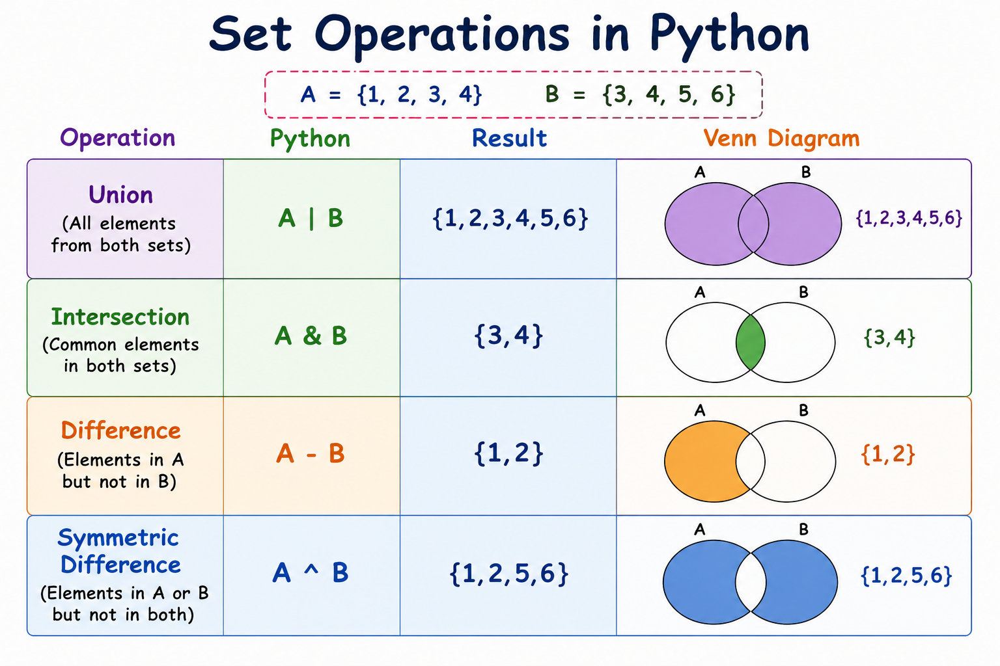 Set Operations in Python
A = {1, 2, 3, 4} B = {3, 4, 5, 6}
Operation Python Result Venn Diagram
Union
(All elements
from both sets)
A | B
{1,2,3,4,5,6}
A B
{1,2,3,4,5,6}
Intersection
(Common elements
in both sets)
A & B
{3,4}
A B
{3,4}
Difference
(Elements in A
but not in B)
A - B
{1,2}
A B
{1,2}
Symmetric
Difference
(Elements in A or B
but not in both)
A ^ B
{1,2,5,6}
A B
{1,2,5,6}